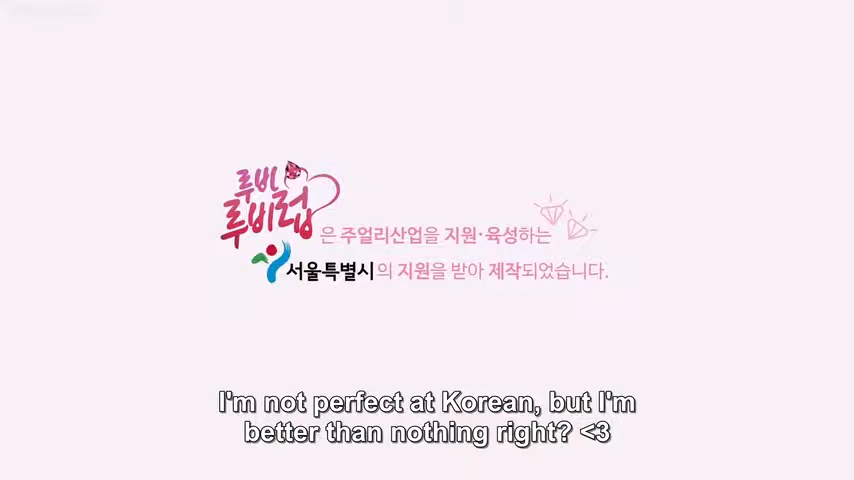 루비
루비럽은 주얼리산업을 지원·육성하는
서울특별시의 지원을 받아 제작되었습니다.
I'm not perfect at Korean, but I'm
better than nothing right? <3